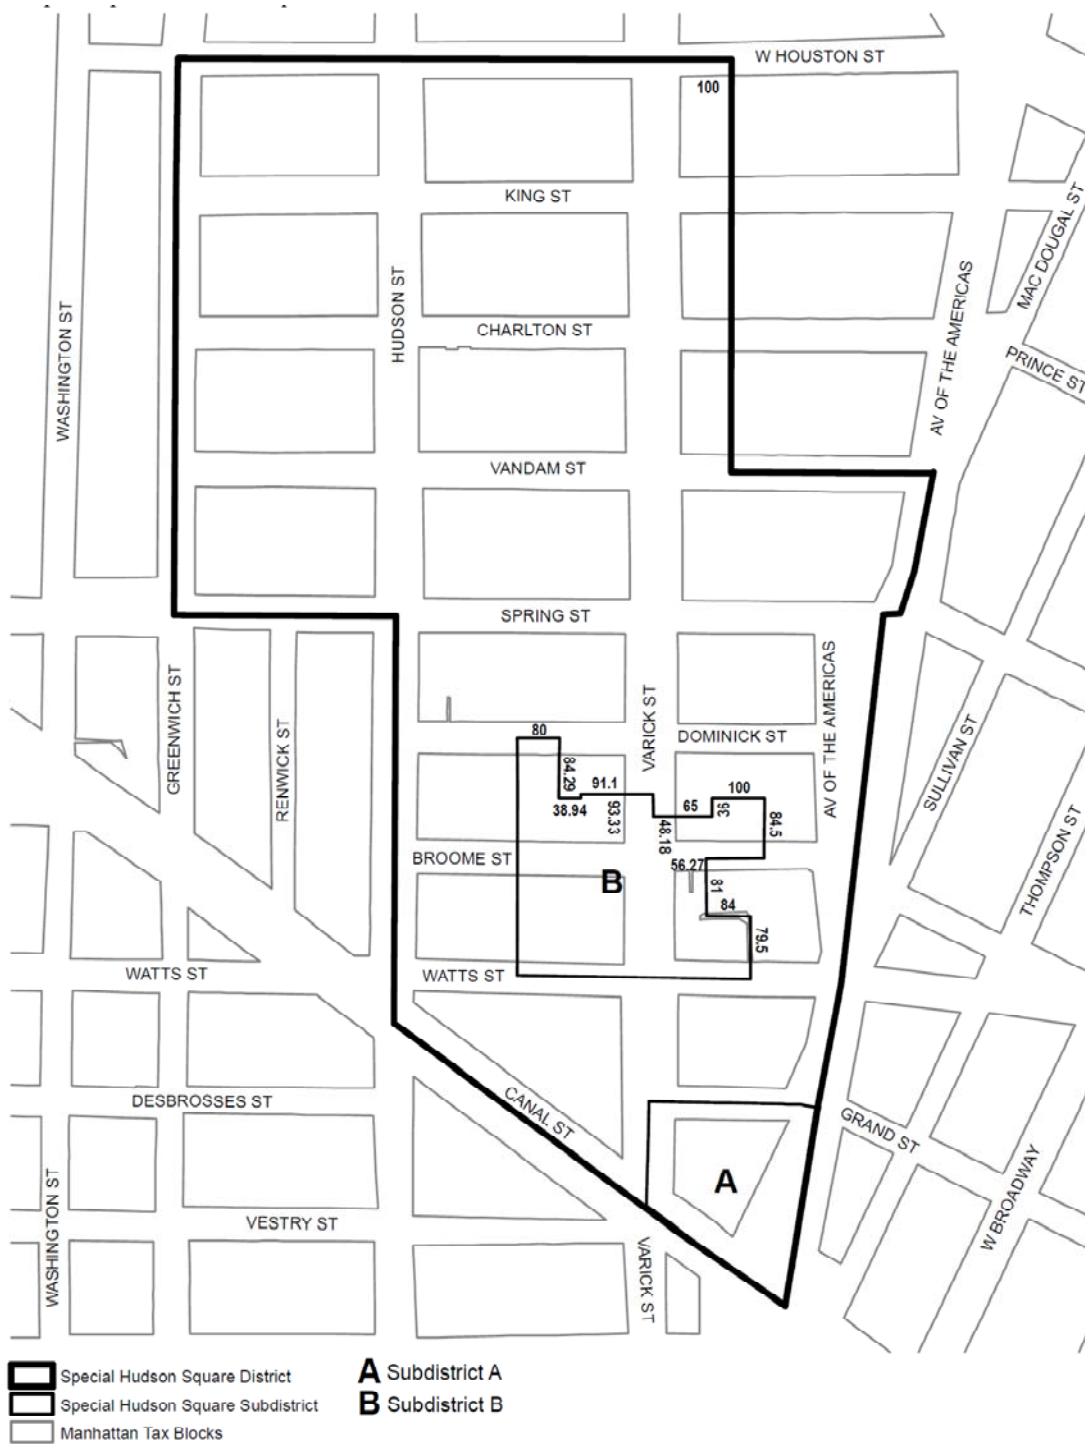 W HOUSTON ST
100
KING ST
MAC DOUGAL ST
HUDSON ST
AV OF THE AMERICAS
WASHINGTON ST
CHARLTON ST
PRINCE ST
VANDAM ST
SPRING ST
GREENWICH ST
RENWICK ST
VARICK ST
AV OF THE AMERICAS
SULLIVAN ST
80
DOMINICK ST
84.29
91.1
38.94
93.33
48.18
65
36
100
84.5
THOMPSON ST
BROOME ST
56.27
B
81
84
79.5
WATTS ST
WATTS ST
DESBROSSES ST
CANAL ST
GRAND ST
A
W BROADWAY
WASHINGTON ST
VESTRY ST
VARICK ST
Special Hudson Square District
A Subdistrict A
Special Hudson Square Subdistrict
B Subdistrict B
Manhattan Tax Blocks